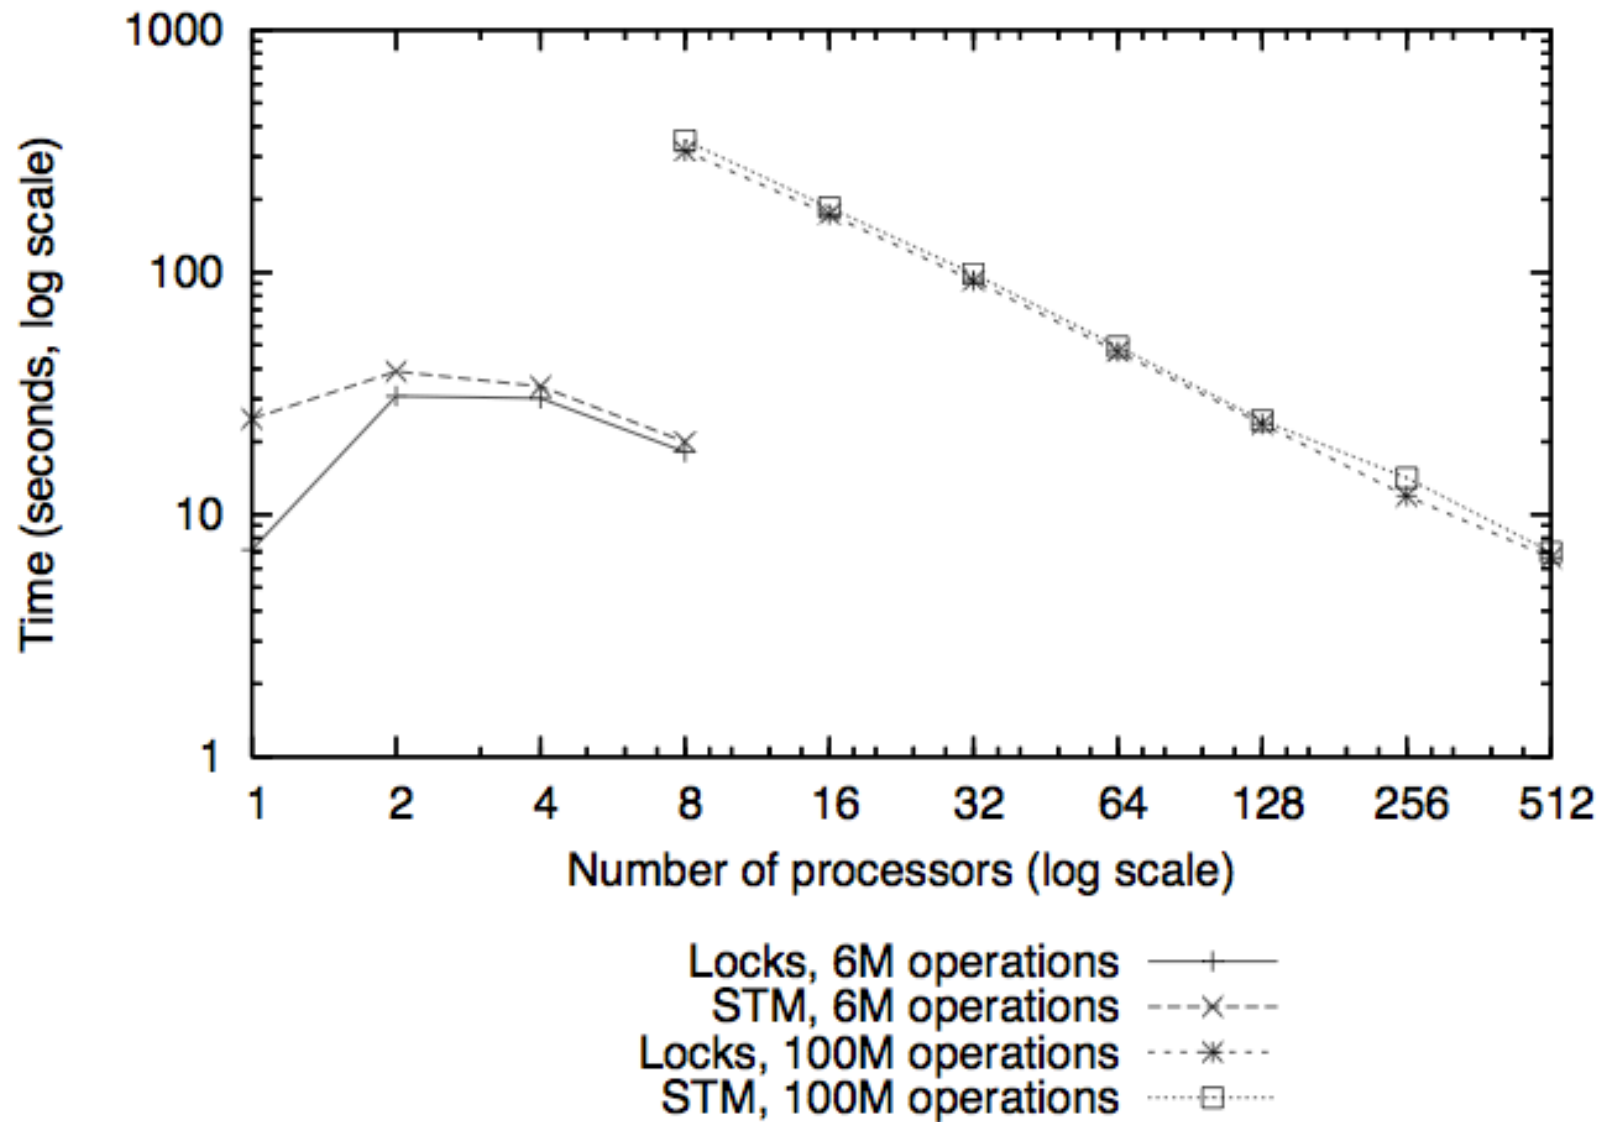 1000
100
10
1
Time (seconds, log scale)
1 2 4 8 16 32 64 128 256 512
Number of processors (log scale)
Locks, 6M operations
STM, 6M operations
Locks, 100M operations
STM, 100M operations